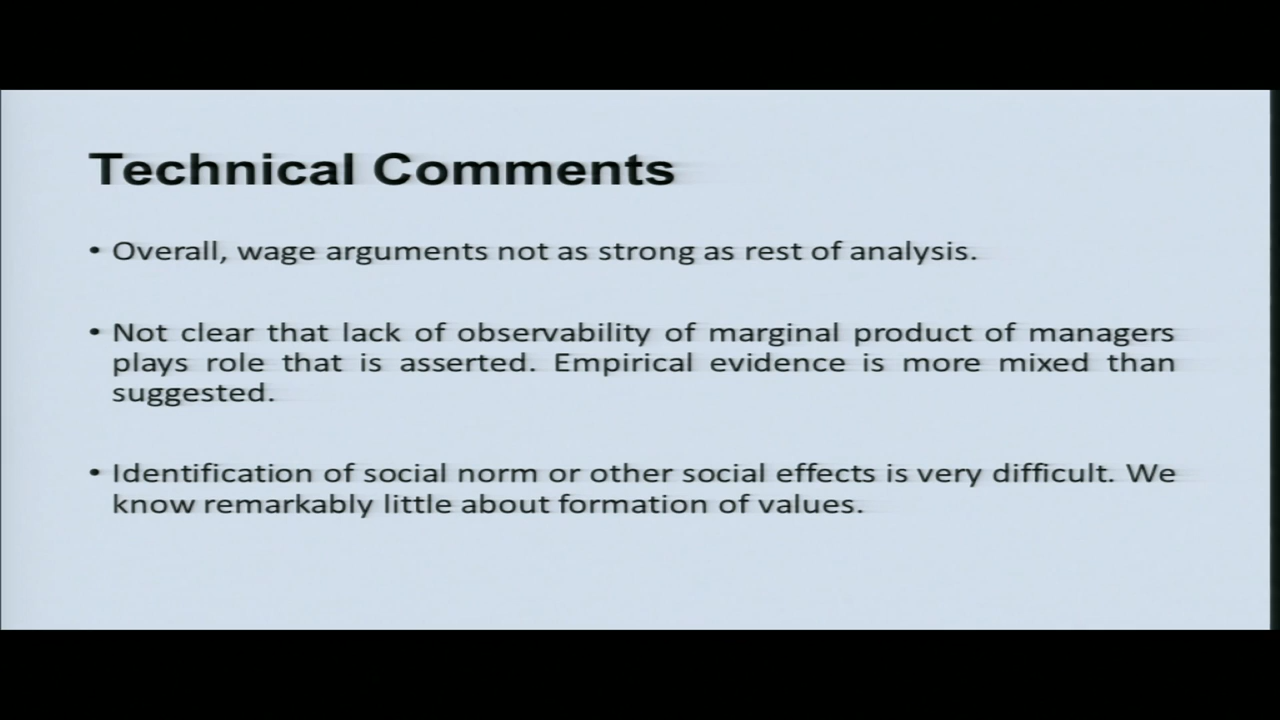 Technical Comments
• Overall, wage arguments not as strong as rest of analysis.
• Not clear that lack of observability of marginal product of managers
plays role that is asserted. Empirical evidence is more mixed than
suggested.
• Identification of social norm or other social effects is very difficult. We
know remarkably little about formation of values.